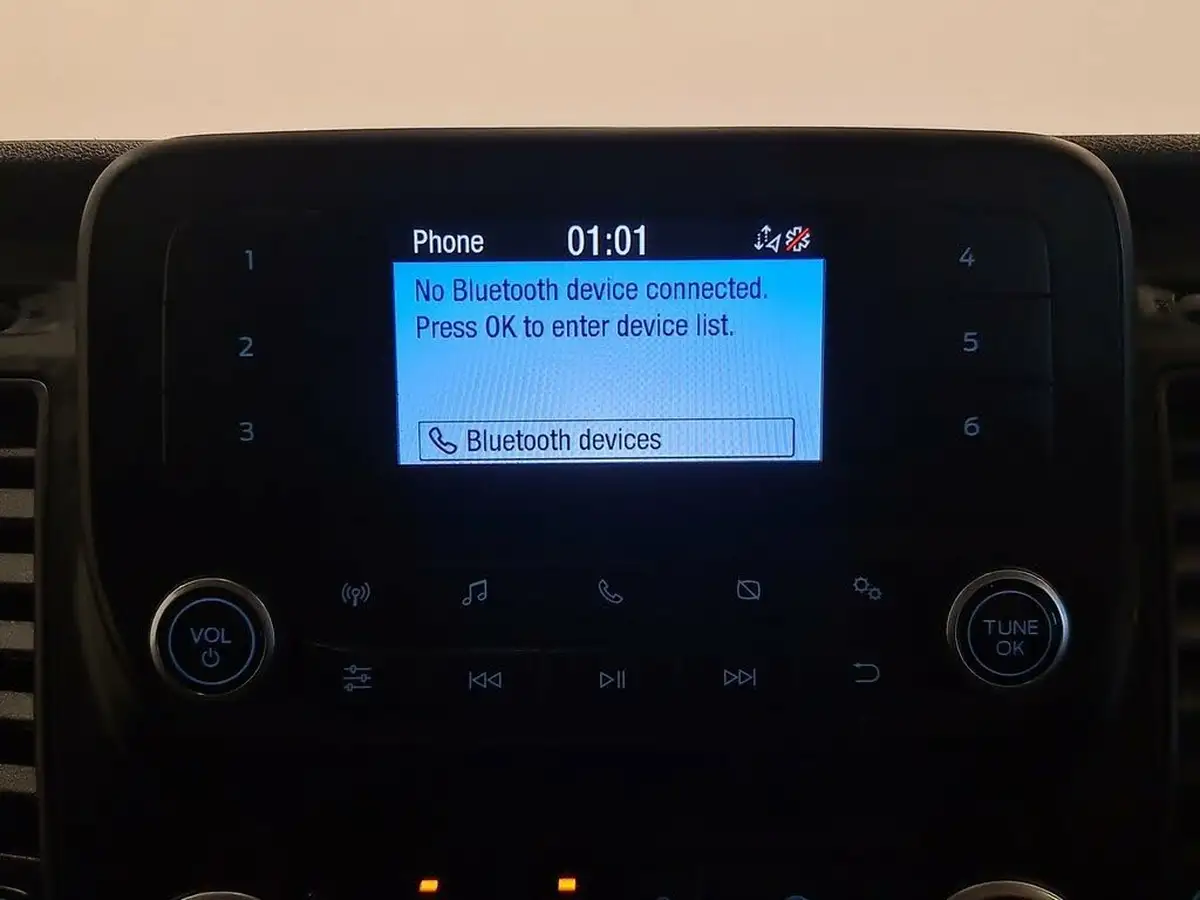 Phone 01:01
No Bluetooth device connected.
Press OK to enter device list.
Bluetooth devices
1
2
3
4
5
6
VOL
TUNE
OK